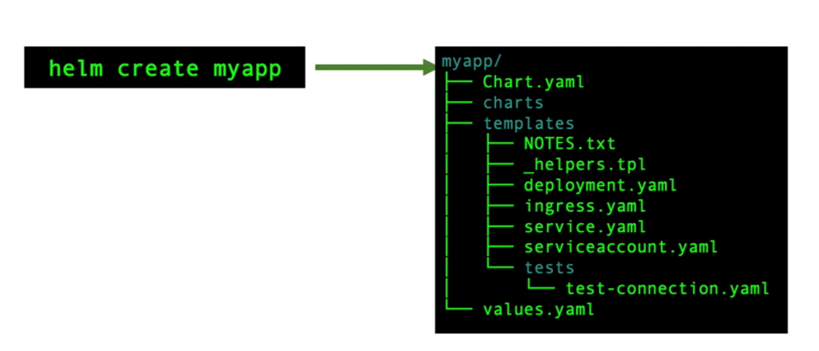 helm create myapp
myapp/
├── Chart.yaml
├── charts
├── templates
│   ├── NOTES.txt
│   ├── _helpers.tpl
│   ├── deployment.yaml
│   ├── ingress.yaml
│   ├── service.yaml
│   ├── serviceaccount.yaml
│   └── tests
│       └── test-connection.yaml
└── values.yaml